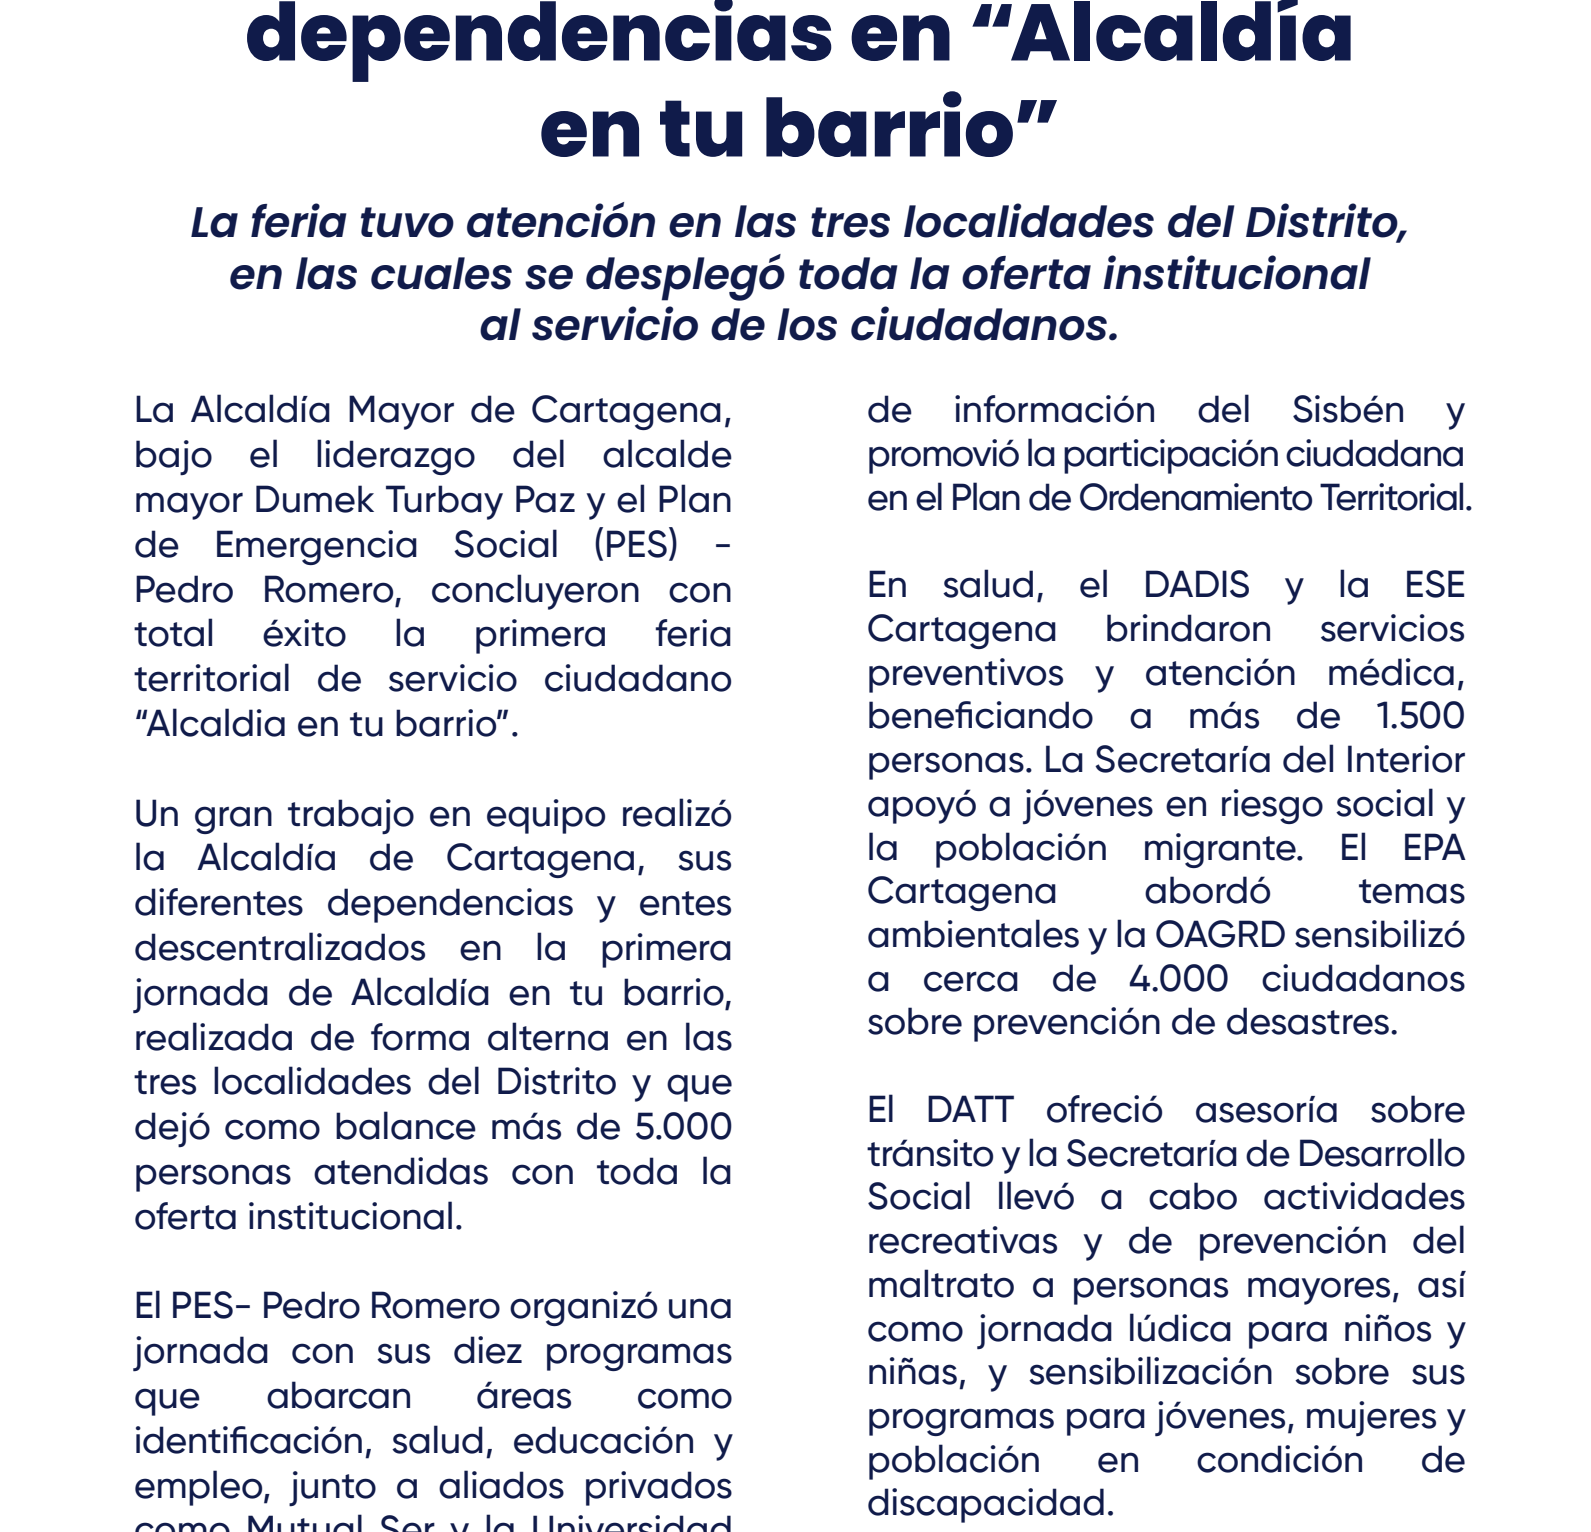 dependencias en “Alcaldía
en tu barrio”
La feria tuvo atención en las tres localidades del Distrito,
en las cuales se desplegó toda la oferta institucional
al servicio de los ciudadanos.
La Alcaldía Mayor de Cartagena,
bajo el liderazgo del alcalde
mayor Dumek Turbay Paz y el Plan
de Emergencia Social (PES) -
Pedro Romero, concluyeron con
total éxito la primera feria
territorial de servicio ciudadano
“Alcaldia en tu barrio”.
Un gran trabajo en equipo realizó
la Alcaldía de Cartagena, sus
diferentes dependencias y entes
descentralizados en la primera
jornada de Alcaldía en tu barrio,
realizada de forma alterna en las
tres localidades del Distrito y que
dejó como balance más de 5.000
personas atendidas con toda la
oferta institucional.
El PES- Pedro Romero organizó una
jornada con sus diez programas
que abarcan áreas como
identificación, salud, educación y
empleo, junto a aliados privados
como Mutual Ser y la Universidad
de información del Sisbén y
promovió la participación ciudadana
en el Plan de Ordenamiento Territorial.
En salud, el DADIS y la ESE
Cartagena brindaron servicios
preventivos y atención médica,
beneficiando a más de 1.500
personas. La Secretaría del Interior
apoyó a jóvenes en riesgo social y
la población migrante. El EPA
Cartagena abordó temas
ambientales y la OAGRD sensibilizó
a cerca de 4.000 ciudadanos
sobre prevención de desastres.
El DATT ofreció asesoría sobre
tránsito y la Secretaría de Desarrollo
Social llevó a cabo actividades
recreativas y de prevención del
maltrato a personas mayores, así
como jornada lúdica para niños y
niñas, y sensibilización sobre sus
programas para jóvenes, mujeres y
población en condición de
discapacidad.